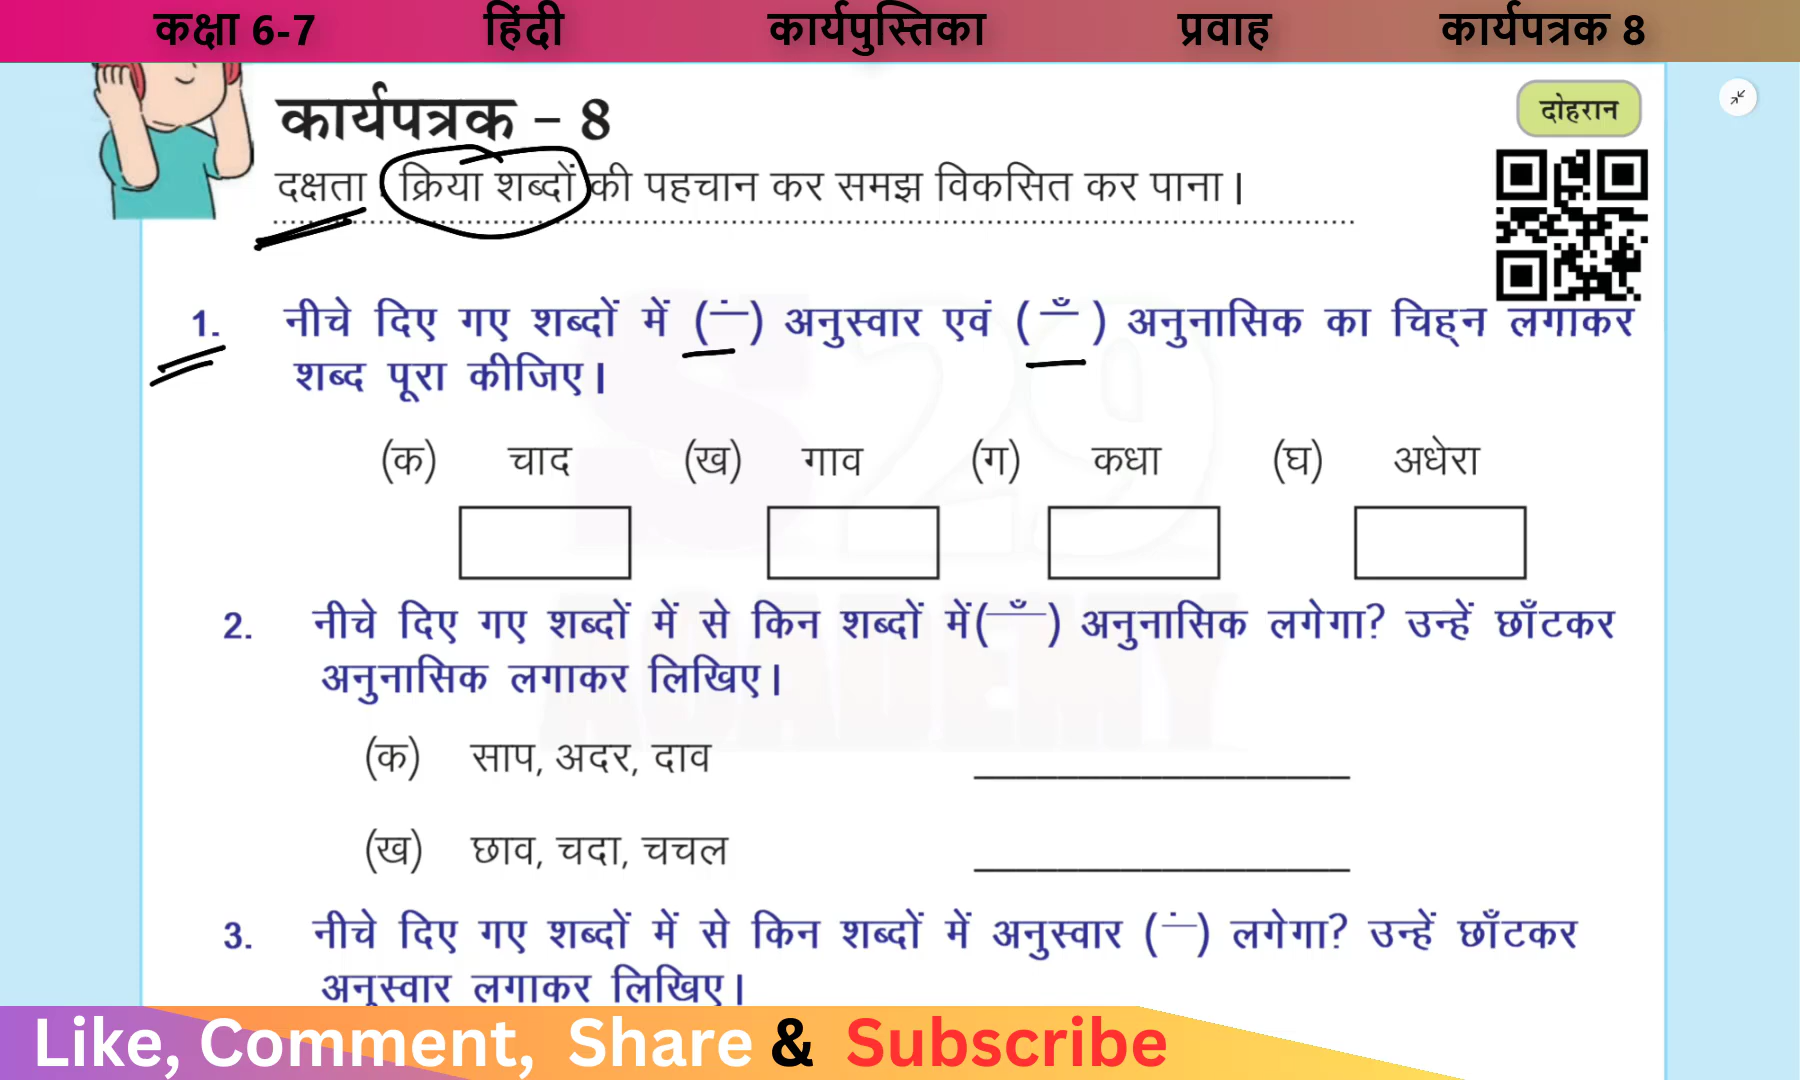 कक्षा 6-7 हिंदी कार्यपुस्तिका प्रवाह कार्यपत्रक 8
कार्यपत्रक – 8
दोहरान
दक्षता : क्रिया शब्दों की पहचान कर समझ विकसित कर पाना।
1. नीचे दिए गए शब्दों में (—ं) अनुस्वार एवं (—ँ) अनुनासिक का चिह्न लगाकर
शब्द पूरा कीजिए।
(क) चाद (ख) गाव (ग) कधा (घ) अधेरा
2. नीचे दिए गए शब्दों में से किन शब्दों में(—ँ) अनुनासिक लगेगा? उन्हें छाँटकर
अनुनासिक लगाकर लिखिए।
(क) साप, अदर, दाव
(ख) छाव, चदा, चचल
3. नीचे दिए गए शब्दों में से किन शब्दों में अनुस्वार (—ं) लगेगा? उन्हें छाँटकर
अनुस्वार लगाकर लिखिए।
S29
ACADEMY
Like, Comment, Share & Subscribe